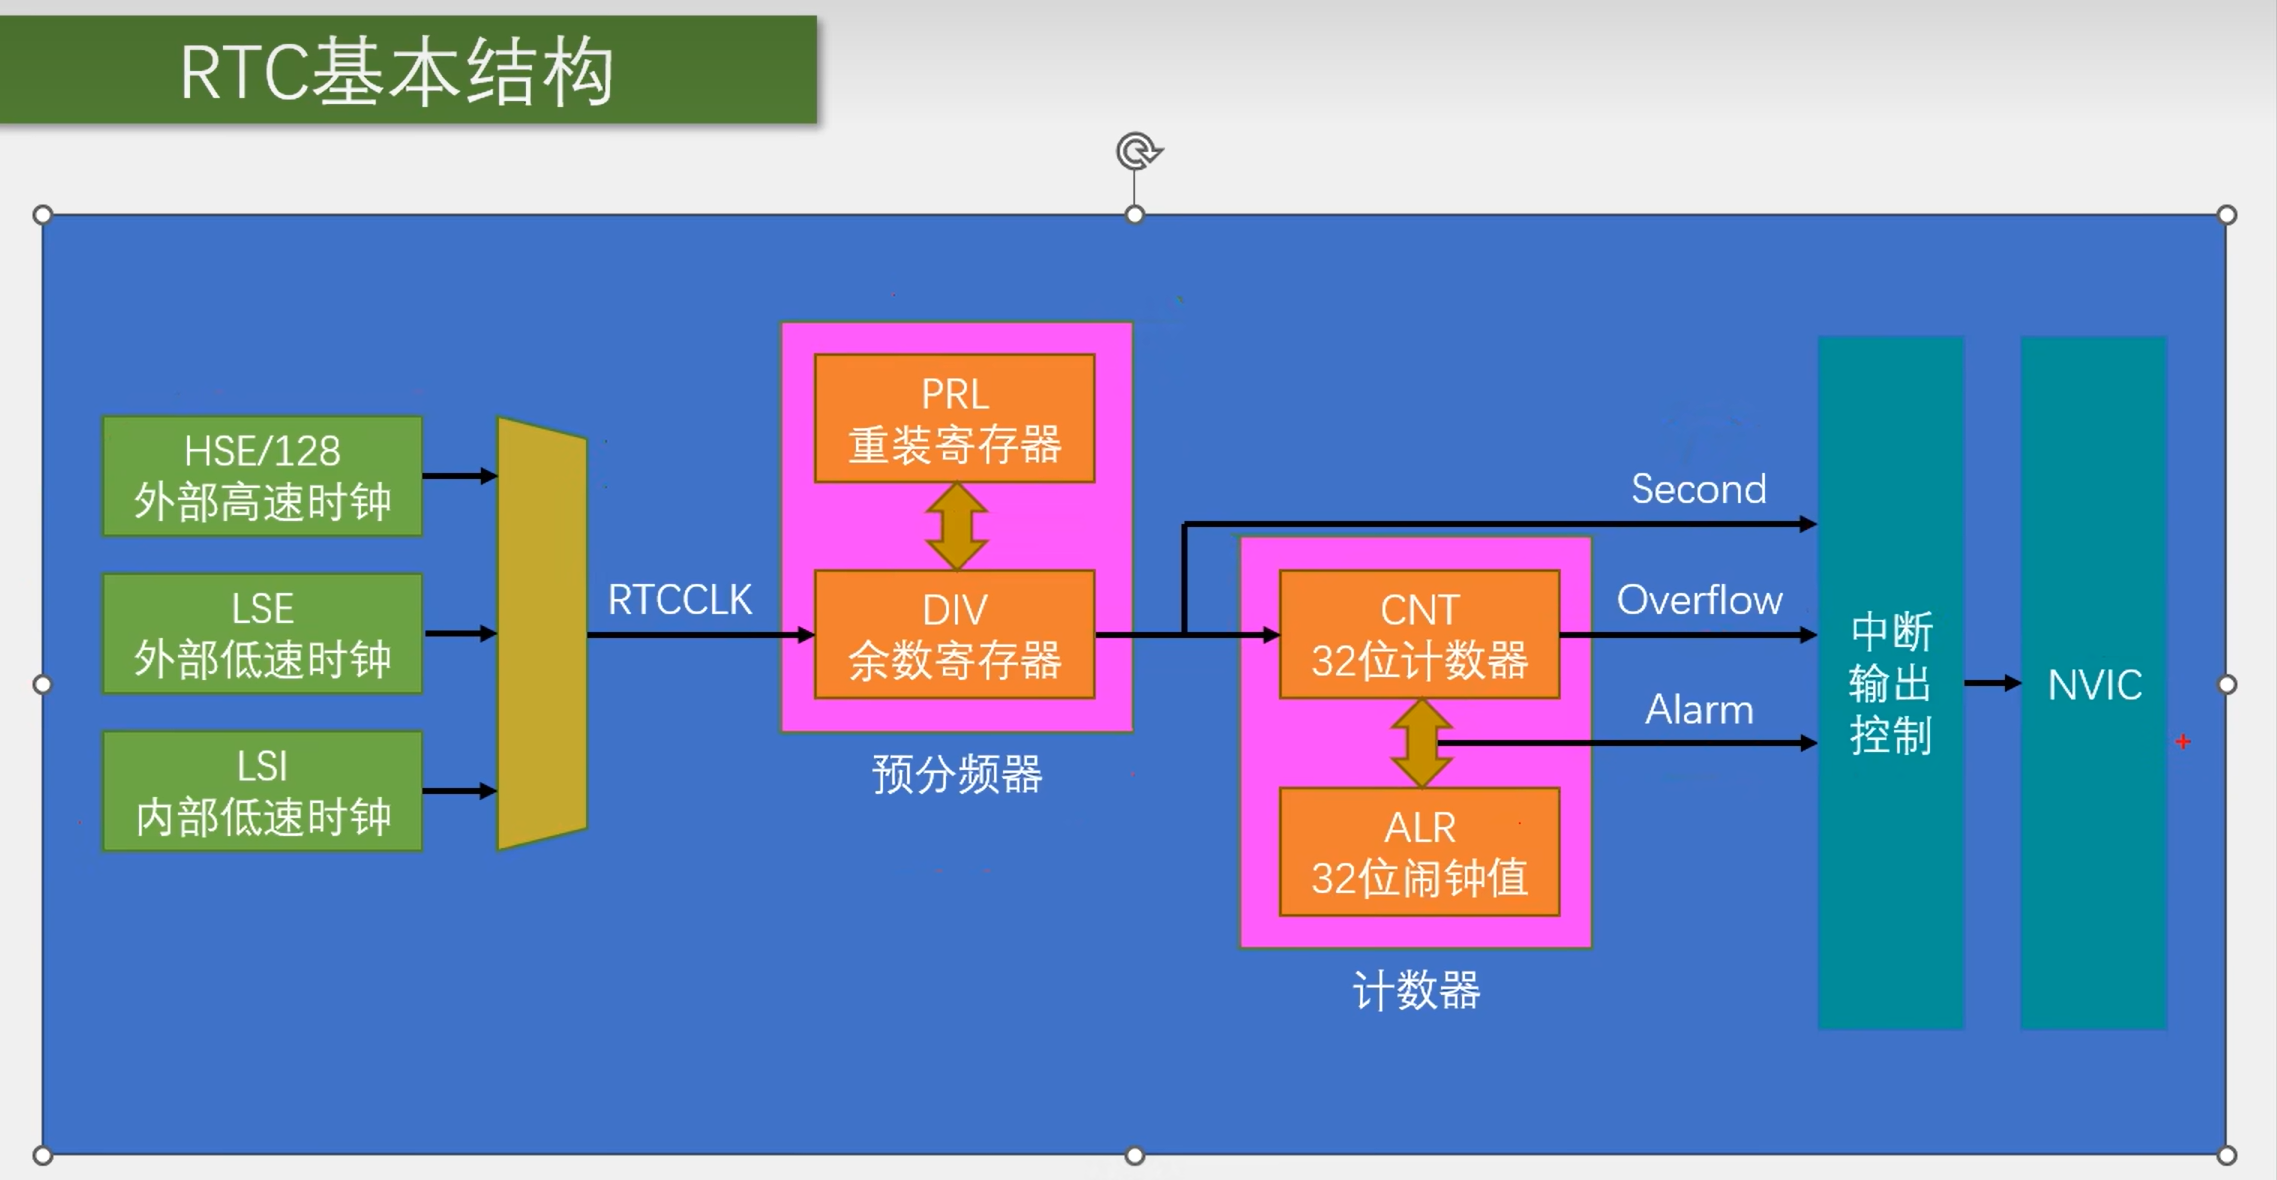 RTC基本结构
HSE/128
外部高速时钟
LSE
外部低速时钟
LSI
内部低速时钟
RTCCLK
PRL
重装寄存器
DIV
余数寄存器
预分频器
CNT
32位计数器
ALR
32位闹钟值
计数器
Second
Overflow
Alarm
中断
输出
控制
NVIC